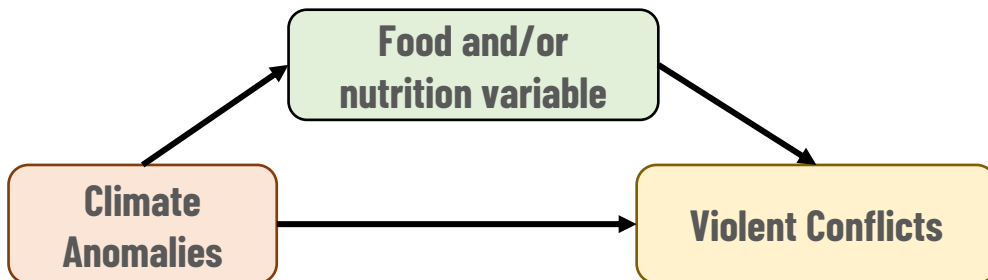 Food and/or
nutrition variable
Climate
Anomalies
Violent Conflicts